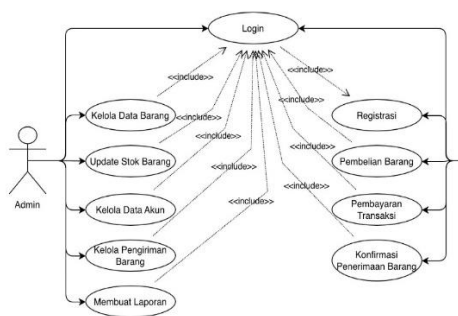 Login
<<include>>
<<include>>
Kelola Data Barang
<<include>>
Registrasi
<<include>>
<<include>>
Update Stok Barang
Pembelian Barang
<<include>>
<<include>>
Admin
Kelola Data Akun
<<include>>
<<include>>
Pembayaran
Transaksi
Kelola Pengiriman
Barang
Konfirmasi
Penerimaan Barang
Membuat Laporan